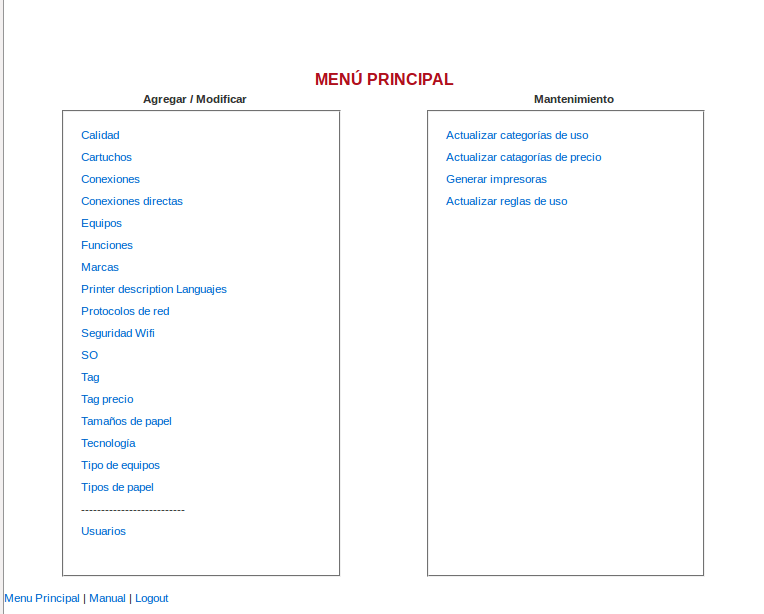 MENÚ PRINCIPAL
Agregar / Modificar
Calidad
Cartuchos
Conexiones
Conexiones directas
Equipos
Funciones
Marcas
Printer description Languajes
Protocolos de red
Seguridad Wifi
SO
Tag
Tag precio
Tamaños de papel
Tecnología
Tipo de equipos
Tipos de papel
--------------------------
Usuarios
Mantenimiento
Actualizar categorías de uso
Actualizar catagorías de precio
Generar impresoras
Actualizar reglas de uso
Menu Principal | Manual | Logout